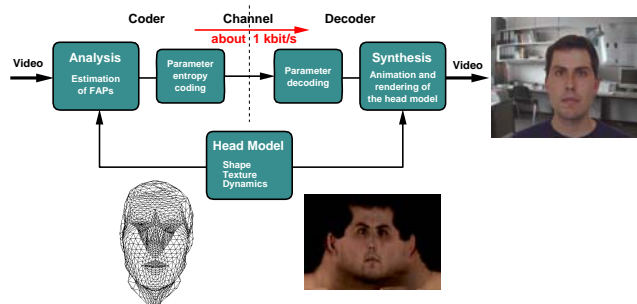 Coder
Channel
Decoder
about 1 kbit/s
Video
Analysis
Estimation
of FAPs
Parameter
entropy
coding
Parameter
decoding
Synthesis
Animation and
rendering of
the head model
Video
Head Model
Shape
Texture
Dynamics